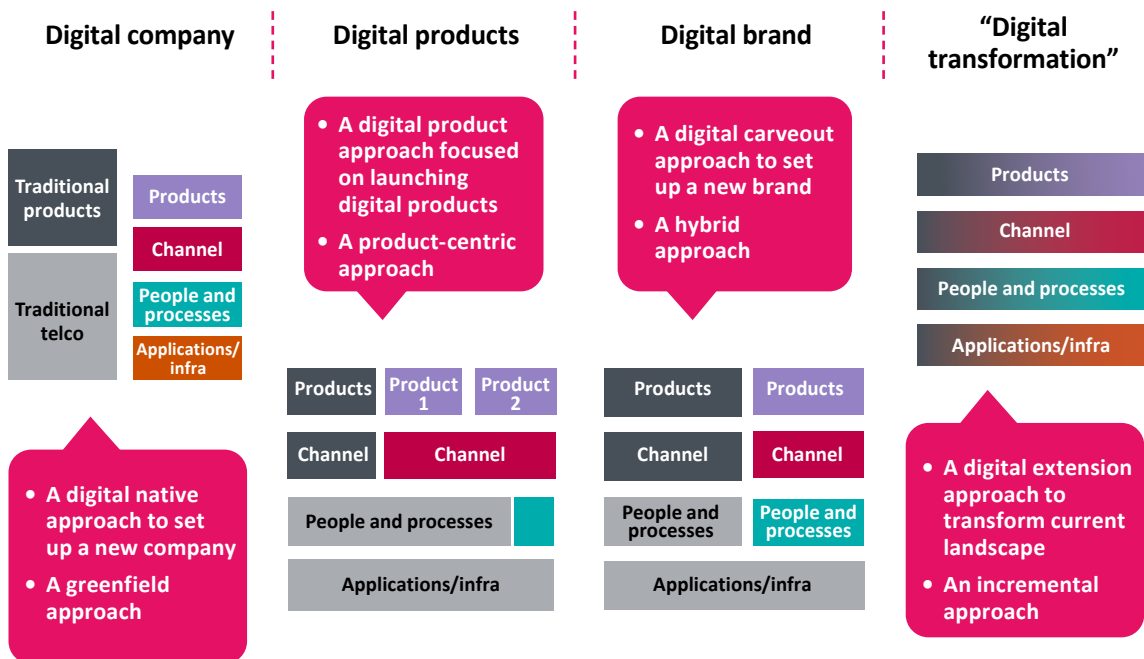 Digital company
Digital products
Digital brand
“Digital
transformation”
Traditional
products
Traditional
telco
Products
Channel
People and
processes
Applications/
infra
• A digital native
approach to set
up a new company
• A greenfield
approach
• A digital product
approach focused
on launching
digital products
• A product-centric
approach
Products
Product
1
Product
2
Channel
Channel
People and processes
Applications/infra
• A digital carveout
approach to set
up a new brand
• A hybrid
approach
Products
Products
Channel
Channel
People and
processes
People and
processes
Applications/infra
Products
Channel
People and processes
Applications/infra
• A digital extension
approach to
transform current
landscape
• An incremental
approach